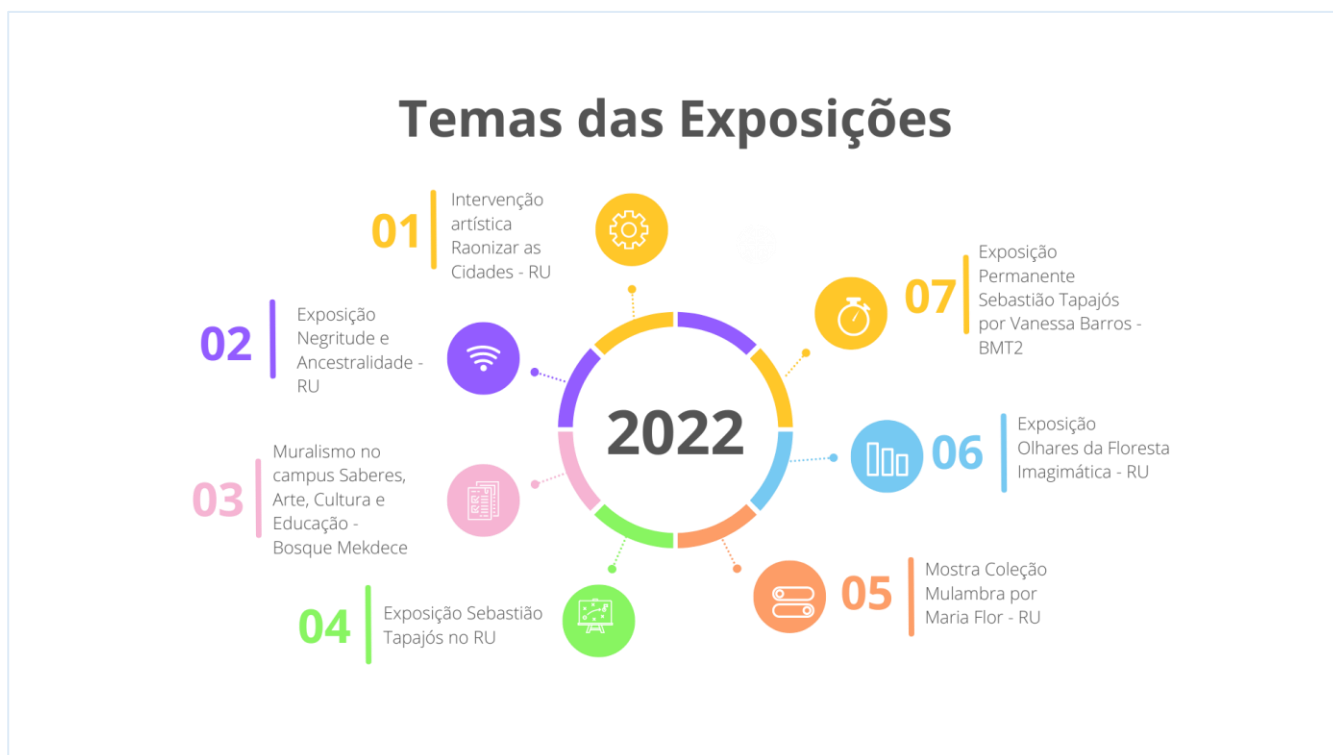 Temas das Exposições
01
Intervenção
artística
Raonizar as
Cidades - RU
02
Exposição
Negritude e
Ancestralidade -
RU
03
Muralismo no
campus Saberes,
Arte, Cultura e
Educação -
Bosque Mekdece
04
Exposição Sebastião
Tapajós no RU
05
Mostra Coleção
Mulambra por
Maria Flor - RU
06
Exposição
Olhares da Floresta
Imagimática - RU
07
Exposição
Permanente
Sebastião Tapajós
por Vanessa Barros -
BMT2
2022